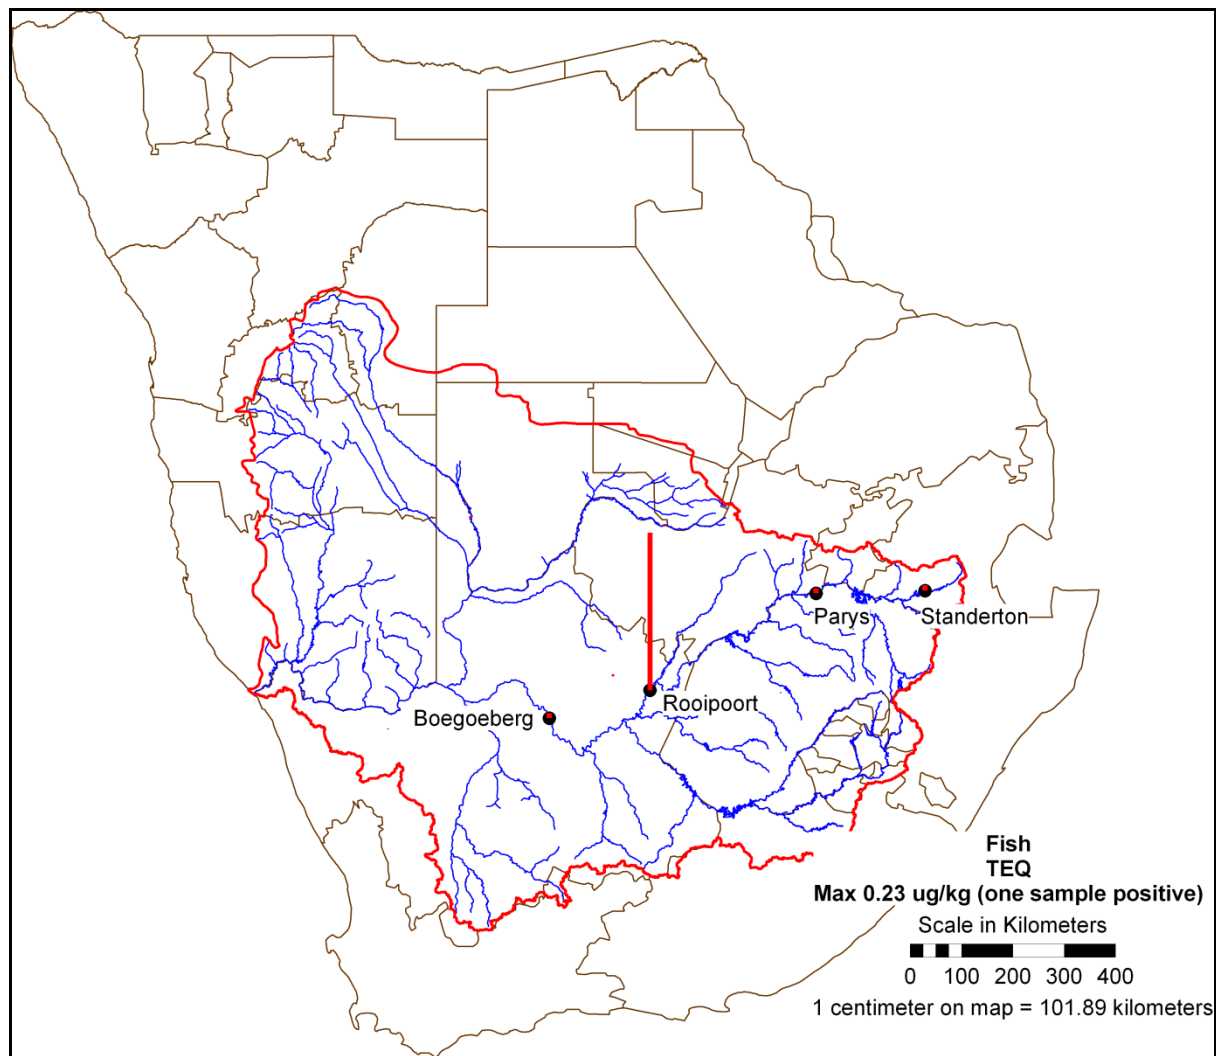 Parys
Standerton
Rooipoort
Boegoeberg
Fish
TEQ
Max 0.23 ug/kg (one sample positive)
Scale in Kilometers
0 100 200 300 400
1 centimeter on map = 101.89 kilometers